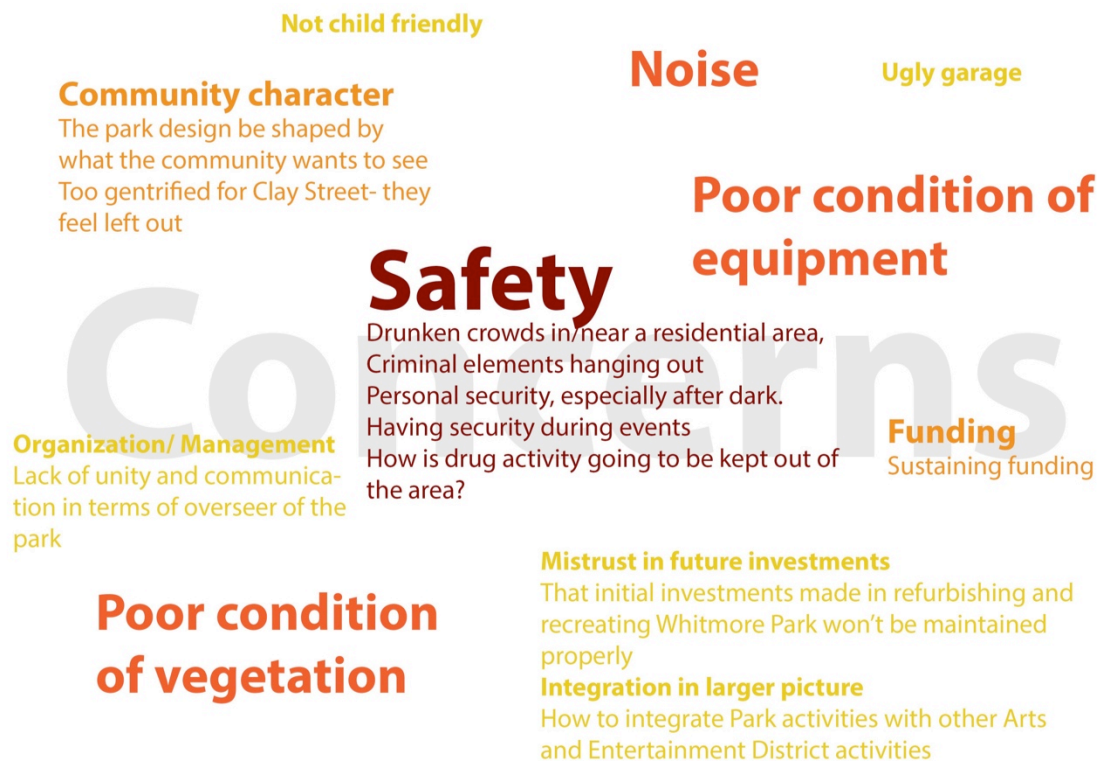 Not child friendly
Noise
Ugly garage
Community character
The park design be shaped by
what the community wants to see
Too gentrified for Clay Street- they
feel left out
Poor condition of
equipment
Concerns
Safety
Drunken crowds in/near a residential area,
Criminal elements hanging out
Personal security, especially after dark.
Having security during events
How is drug activity going to be kept out of
the area?
Organization/ Management
Lack of unity and communica-
tion in terms of overseer of the
park
Funding
Sustaining funding
Poor condition
of vegetation
Mistrust in future investments
That initial investments made in refurbishing and
recreating Whitmore Park won’t be maintained
properly
Integration in larger picture
How to integrate Park activities with other Arts
and Entertainment District activities